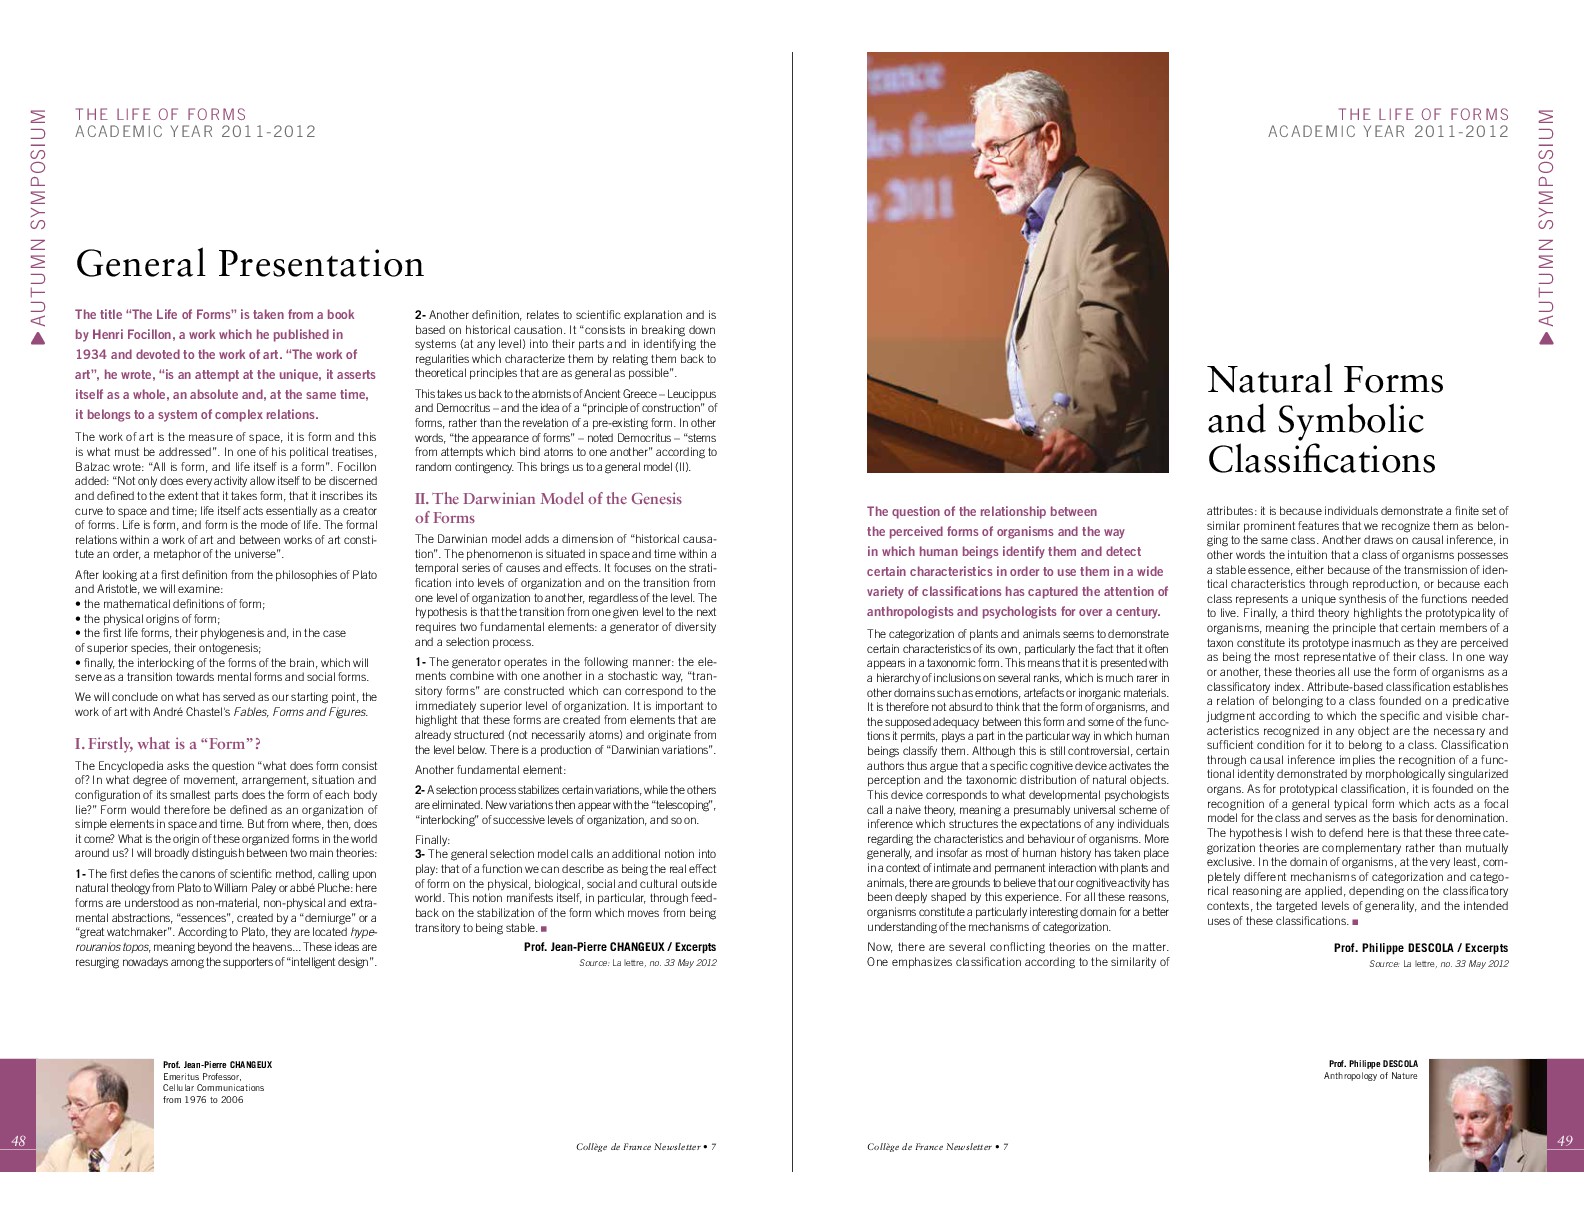 AUTUMN SYMPOSIUM
THE LIFE OF FORMS
ACADEMIC YEAR 2011-2012
General Presentation
The title “The Life of Forms” is taken from a book
by Henri Focillon, a work which he published in
1934 and devoted to the work of art. “The work of
art”, he wrote, “is an attempt at the unique, it asserts
itself as a whole, an absolute and, at the same time,
it belongs to a system of complex relations.
The work of art is the measure of space, it is form and this
is what must be addressed”. In one of his political treatises,
Balzac wrote: “All is form, and life itself is a form”. Focillon
added: “Not only does every activity allow itself to be discerned
and defined to the extent that it takes form, that it inscribes its
curve to space and time; life itself acts essentially as a creator
of forms. Life is form, and form is the mode of life. The formal
relations within a work of art and between works of art consti-
tute an order, a metaphor of the universe”.
After looking at a first definition from the philosophies of Plato
and Aristotle, we will examine:
• the mathematical definitions of form;
• the physical origins of form;
• the first life forms, their phylogenesis and, in the case
of superior species, their ontogenesis;
• finally, the interlocking of the forms of the brain, which will
serve as a transition towards mental forms and social forms.
We will conclude on what has served as our starting point, the
work of art with André Chastel's Fables, Forms and Figures.
I. Firstly, what is a “Form”?
The Encyclopedia asks the question “what does form consist
of? In what degree of movement, arrangement, situation and
configuration of its smallest parts does the form of each body
lie?” Form would therefore be defined as an organization of
simple elements in space and time. But from where, then, does
it come? What is the origin of these organized forms in the world
around us? I will broadly distinguish between two main theories:
1- The first defies the canons of scientific method, calling upon
natural theology from Plato to William Paley or abbé Pluche: here
forms are understood as non-material, non-physical and extra-
mental abstractions, “essences”, created by a “demiurge” or a
“great watchmaker”. According to Plato, they are located hype-
rouranios topos, meaning beyond the heavens... These ideas are
resurging nowadays among the supporters of “intelligent design”.
2- Another definition, relates to scientific explanation and is
based on historical causation. It “consists in breaking down
systems (at any level) into their parts and in identifying the
regularities which characterize them by relating them back to
theoretical principles that are as general as possible”.
This takes us back to the atomists of Ancient Greece – Leucippus
and Democritus – and the idea of a “principle of construction” of
forms, rather than the revelation of a pre-existing form. In other
words, “the appearance of forms” – noted Democritus – “stems
from attempts which bind atoms to one another” according to
random contingency. This brings us to a general model (II).
II. The Darwinian Model of the Genesis
of Forms
The Darwinian model adds a dimension of “historical causa-
tion”. The phenomenon is situated in space and time within a
temporal series of causes and effects. It focuses on the strati-
fication into levels of organization and on the transition from
one level of organization to another, regardless of the level. The
hypothesis is that the transition from one given level to the next
requires two fundamental elements: a generator of diversity
and a selection process.
1- The generator operates in the following manner: the ele-
ments combine with one another in a stochastic way, “tran-
sitory forms” are constructed which can correspond to the
immediately superior level of organization. It is important to
highlight that these forms are created from elements that are
already structured (not necessarily atoms) and originate from
the level below. There is a production of “Darwinian variations”.
Another fundamental element:
2- A selection process stabilizes certain variations, while the others
are eliminated. New variations then appear with the “telescoping”,
“interlocking” of successive levels of organization, and so on.
Finally:
3- The general selection model calls an additional notion into
play: that of a function we can describe as being the real effect
of form on the physical, biological, social and cultural outside
world. This notion manifests itself, in particular, through feed-
back on the stabilization of the form which moves from being
transitory to being stable. ■
Prof. Jean-Pierre CHANGEUX / Excerpts
Source: La lettre, no. 33 May 2012
Prof. Jean-Pierre CHANGEUX
Emeritus Professor,
Cellular Communications
from 1976 to 2006
48
Collège de France Newsletter • 7
france
des form
e 2011
THE LIFE OF FORMS
ACADEMIC YEAR 2011-2012
AUTUMN SYMPOSIUM
Natural Forms
and Symbolic
Classifications
The question of the relationship between
the perceived forms of organisms and the way
in which human beings identify them and detect
certain characteristics in order to use them in a wide
variety of classifications has captured the attention of
anthropologists and psychologists for over a century.
The categorization of plants and animals seems to demonstrate
certain characteristics of its own, particularly the fact that it often
appears in a taxonomic form. This means that it is presented with
a hierarchy of inclusions on several ranks, which is much rarer in
other domains such as emotions, artefacts or inorganic materials.
It is therefore not absurd to think that the form of organisms, and
the supposed adequacy between this form and some of the func-
tions it permits, plays a part in the particular way in which human
beings classify them. Although this is still controversial, certain
authors thus argue that a specific cognitive device activates the
perception and the taxonomic distribution of natural objects.
This device corresponds to what developmental psychologists
call a naive theory, meaning a presumably universal scheme of
inference which structures the expectations of any individuals
regarding the characteristics and behaviour of organisms. More
generally, and insofar as most of human history has taken place
in a context of intimate and permanent interaction with plants and
animals, there are grounds to believe that our cognitive activity has
been deeply shaped by this experience. For all these reasons,
organisms constitute a particularly interesting domain for a better
understanding of the mechanisms of categorization.
Now, there are several conflicting theories on the matter.
One emphasizes classification according to the similarity of
attributes: it is because individuals demonstrate a finite set of
similar prominent features that we recognize them as belon-
ging to the same class. Another draws on causal inference, in
other words the intuition that a class of organisms possesses
a stable essence, either because of the transmission of iden-
tical characteristics through reproduction, or because each
class represents a unique synthesis of the functions needed
to live. Finally, a third theory highlights the prototypicality of
organisms, meaning the principle that certain members of a
taxon constitute its prototype inasmuch as they are perceived
as being the most representative of their class. In one way
or another, these theories all use the form of organisms as a
classificatory index. Attribute-based classification establishes
a relation of belonging to a class founded on a predicative
judgment according to which the specific and visible char-
acteristics recognized in any object are the necessary and
sufficient condition for it to belong to a class. Classification
through causal inference implies the recognition of a func-
tional identity demonstrated by morphologically singularized
organs. As for prototypical classification, it is founded on the
recognition of a general typical form which acts as a focal
model for the class and serves as the basis for denomination.
The hypothesis I wish to defend here is that these three cate-
gorization theories are complementary rather than mutually
exclusive. In the domain of organisms, at the very least, com-
pletely different mechanisms of categorization and catego-
rical reasoning are applied, depending on the classificatory
contexts, the targeted levels of generality, and the intended
uses of these classifications. ■
Prof. Philippe DESCOLA / Excerpts
Source: La lettre, no. 33 May 2012
Prof. Philippe DESCOLA
Anthropology of Nature
Collège de France Newsletter • 7
49